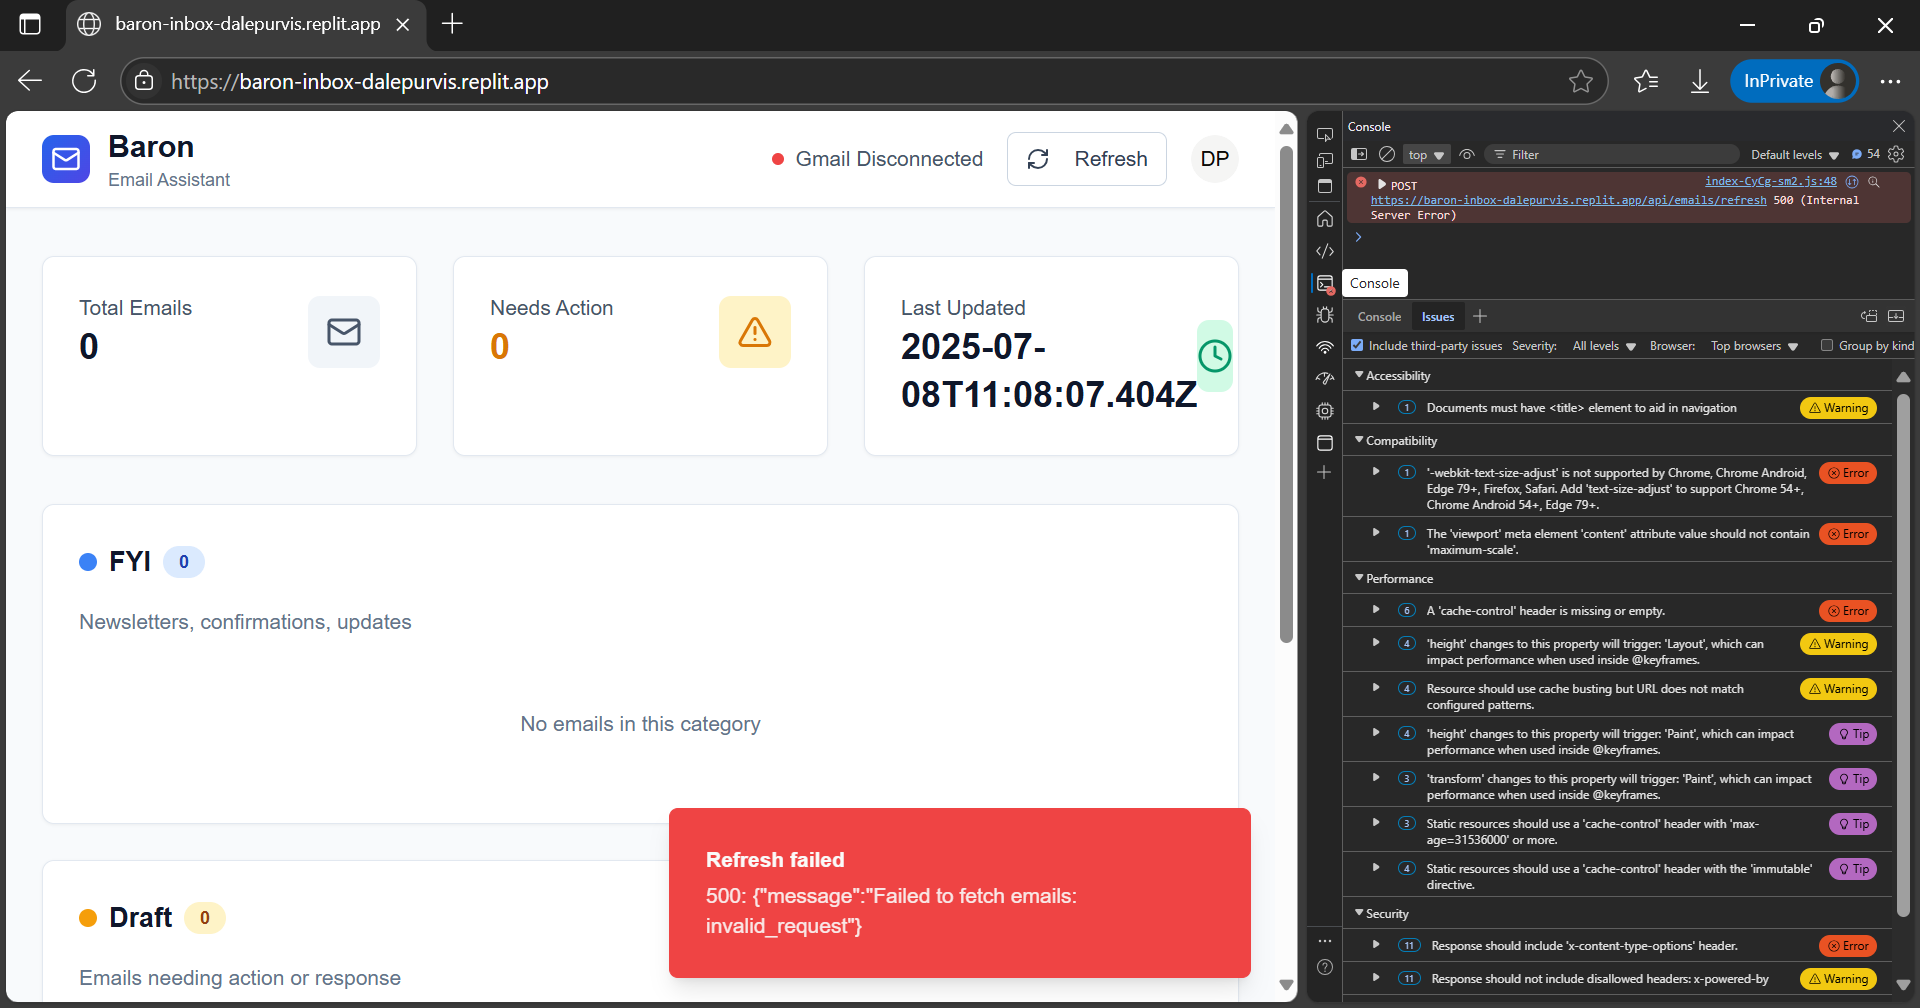 baron-inbox-dalepurvis.replit.app
https://baron-inbox-dalepurvis.replit.app
InPrivate
Baron
Email Assistant
Gmail Disconnected
Refresh
DP
Total Emails
0
Needs Action
0
Last Updated
2025-07-
08T11:08:07.404Z
FYI 0
Newsletters, confirmations, updates
No emails in this category
Draft 0
Emails needing action or response
Refresh failed
500: {"message":"Failed to fetch emails:
invalid_request"}
Console
top
Filter
Default levels
54
POST
index-CyCg-sm2.js:48
https://baron-inbox-dalepurvis.replit.app/api/emails/refresh 500 (Internal
Server Error)
Console
Console Issues
Include third-party issues Severity: All levels Browser: Top browsers Group by kind
Accessibility
1 Documents must have <title> element to aid in navigation Warning
Compatibility
1 '-webkit-text-size-adjust' is not supported by Chrome, Chrome Android, Error
Edge 79+, Firefox, Safari. Add 'text-size-adjust' to support Chrome 54+,
Chrome Android 54+, Edge 79+.
1 The 'viewport' meta element 'content' attribute value should not contain Error
'maximum-scale'.
Performance
6 A 'cache-control' header is missing or empty. Error
4 'height' changes to this property will trigger: 'Layout', which can Warning
impact performance when used inside @keyframes.
4 Resource should use cache busting but URL does not match Warning
configured patterns.
4 'height' changes to this property will trigger: 'Paint', which can impact Tip
performance when used inside @keyframes.
3 'transform' changes to this property will trigger: 'Paint', which can impact Tip
performance when used inside @keyframes.
3 Static resources should use a 'cache-control' header with 'max- Tip
age=31536000' or more.
4 Static resources should use a 'cache-control' header with the 'immutable' Tip
directive.
Security
11 Response should include 'x-content-type-options' header. Error
11 Response should not include disallowed headers: x-powered-by Warning